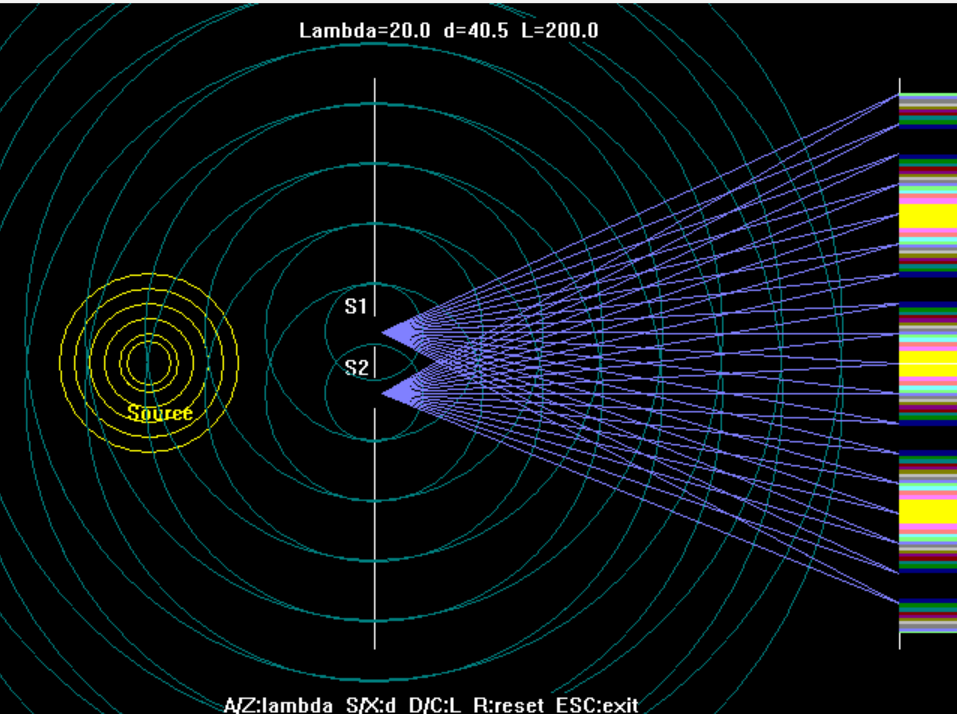 Lambda=20.0 d=40.5 L=200.0
S1
S2
Source
A/Z:lambda S/X:d D/C:L R:reset ESC:exit